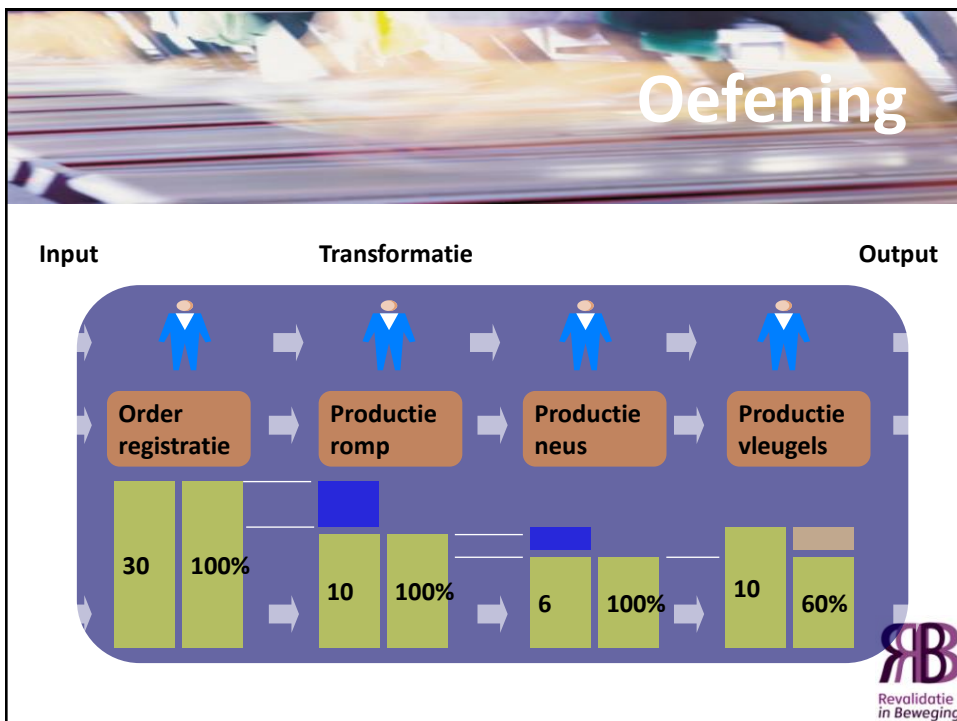 Oefening
Input
Transformatie
Output
Order
registratie
Productie
romp
Productie
neus
Productie
vleugels
30
100%
10
100%
6
100%
10
60%
RBB
Revalidatie
in Beweging